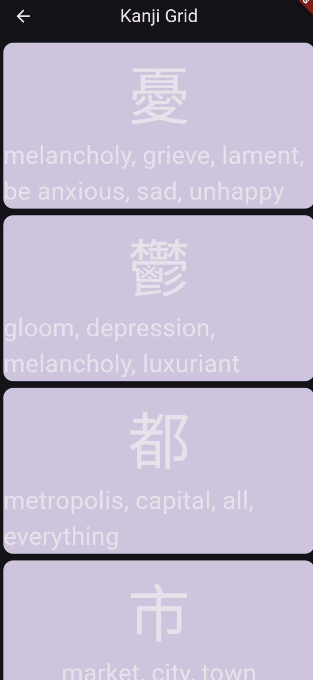 Kanji Grid
憂
melancholy, grieve, lament,
be anxious, sad, unhappy
鬱
gloom, depression,
melancholy, luxuriant
都
metropolis, capital, all,
everything
市
market, city, town